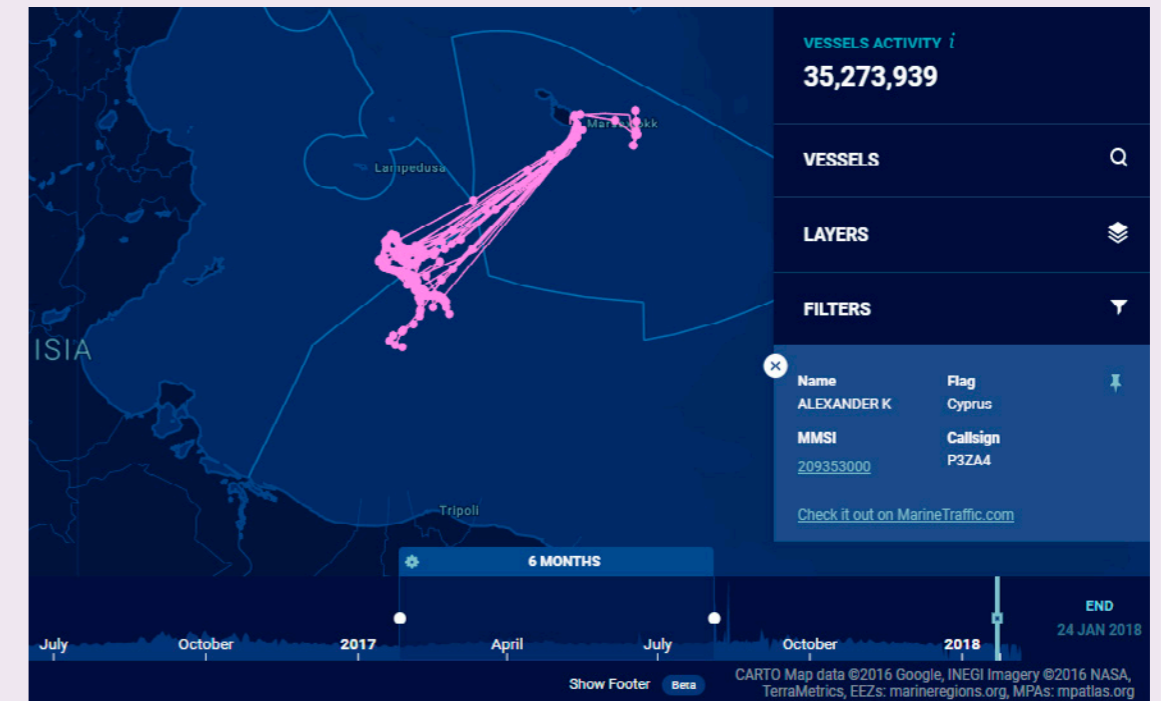 VESSELS ACTIVITY i
35,273,939
VESSELS
LAYERS
FILTERS
Name
Flag
ALEXANDER K
Cyprus
MMSI
Callsign
209353000
P3ZA4
Check it out on MarineTraffic.com
Lampedusa
ISIA
Tripoli
6 MONTHS
July
October
2017
April
July
October
2018
END
24 JAN 2018
Show Footer
Beta
CARTO Map data ©2016 Google, INEGI Imagery ©2016 NASA,
TerraMetrics, EEZs: marineregions.org, MPAs: mpatlas.org